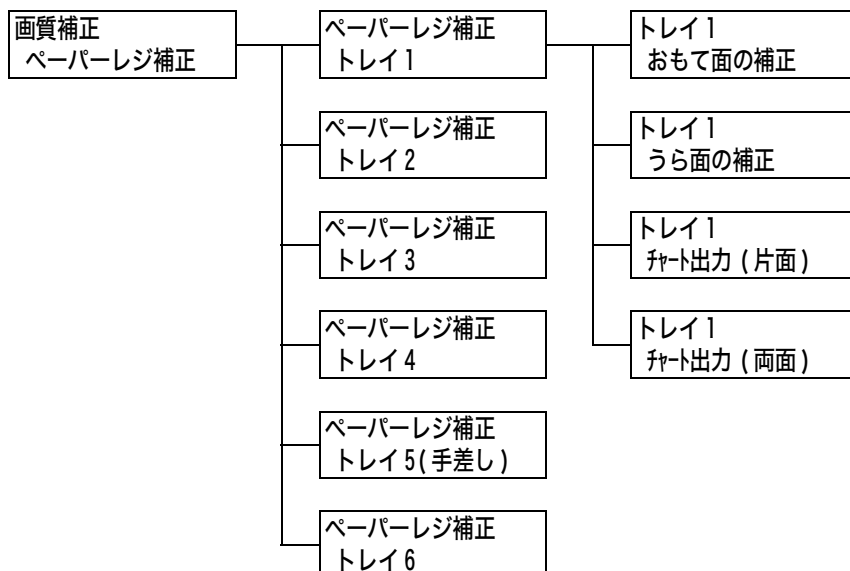 画質補正
ペーパーレジ補正
ペーパーレジ補正
トレイ1
ペーパーレジ補正
トレイ2
ペーパーレジ補正
トレイ3
ペーパーレジ補正
トレイ4
ペーパーレジ補正
トレイ5(手差し)
ペーパーレジ補正
トレイ6
トレイ1
おもて面の補正
トレイ1
うら面の補正
トレイ1
ﾁｬｰﾄ出力(片面)
トレイ1
ﾁｬｰﾄ出力(両面)